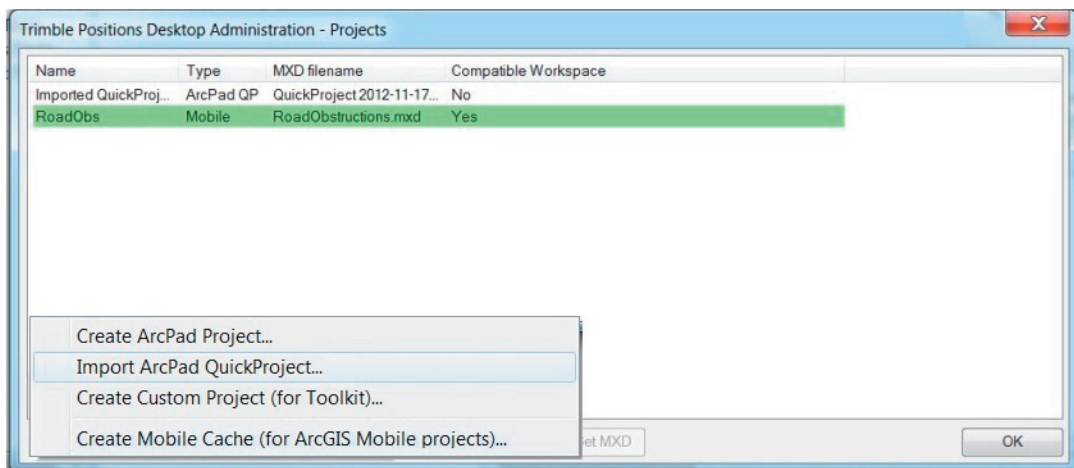 Trimble Positions Desktop Administration - Projects
Name Type MXD filename Compatible Workspace
Imported QuickProj... ArcPad QP QuickProject 2012-11-17... No
RoadObs Mobile RoadObstructions.mxd Yes
Create ArcPad Project...
Import ArcPad QuickProject...
Create Custom Project (for Toolkit)...
Create Mobile Cache (for ArcGIS Mobile projects)...
MXD
OK